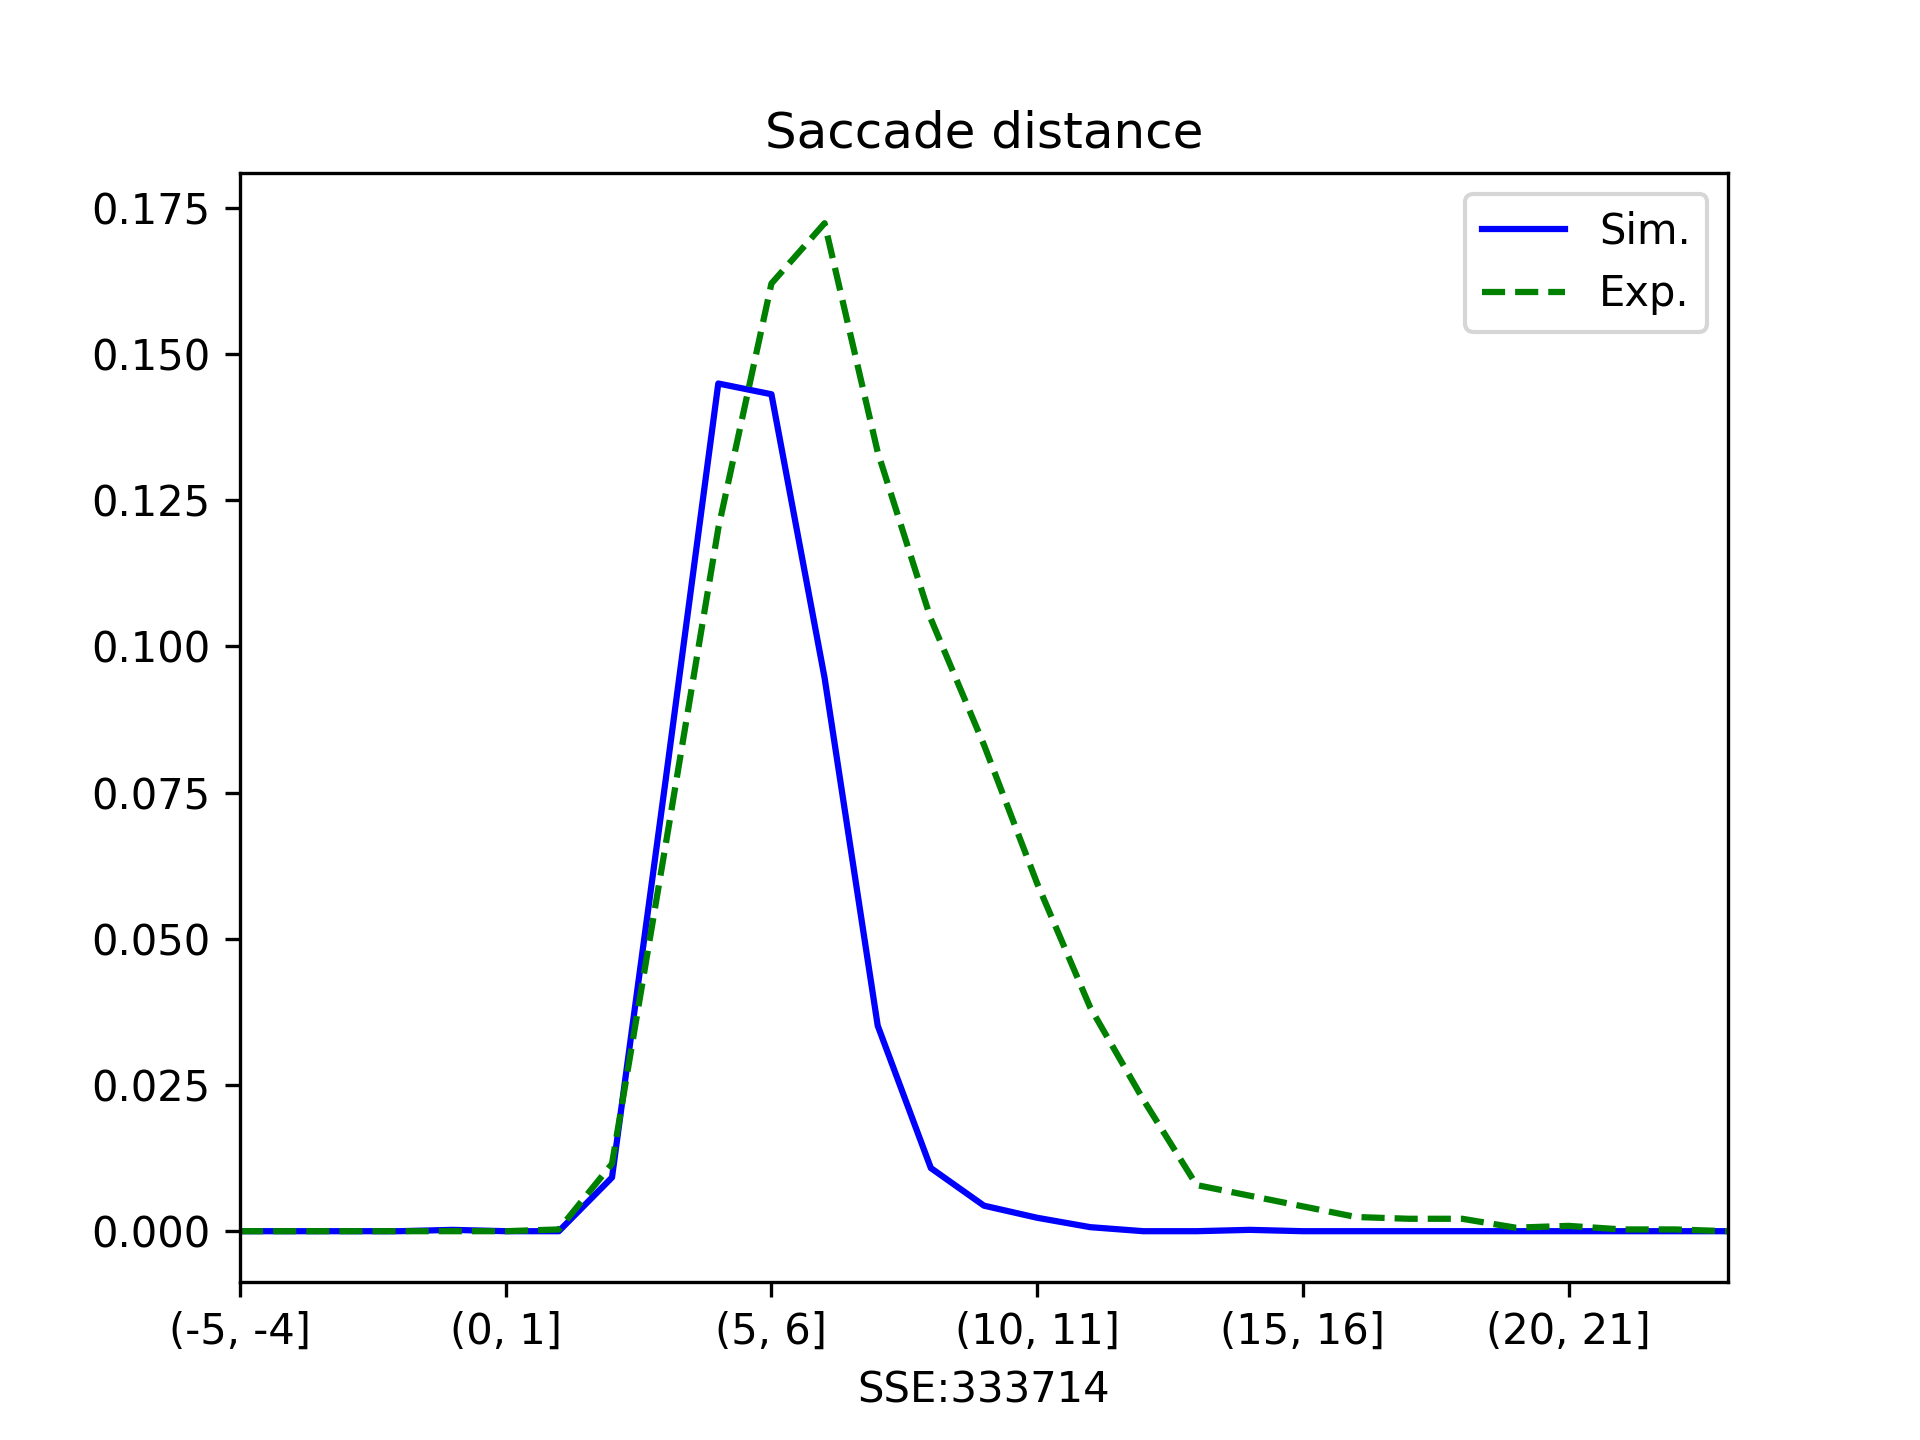 Saccade distance
0.175
0.150
0.125
0.100
0.075
0.050
0.025
0.000
Sim.
Exp.
(-5, -4] (0, 1] (5, 6] (10, 11] (15, 16] (20, 21]
SSE:333714